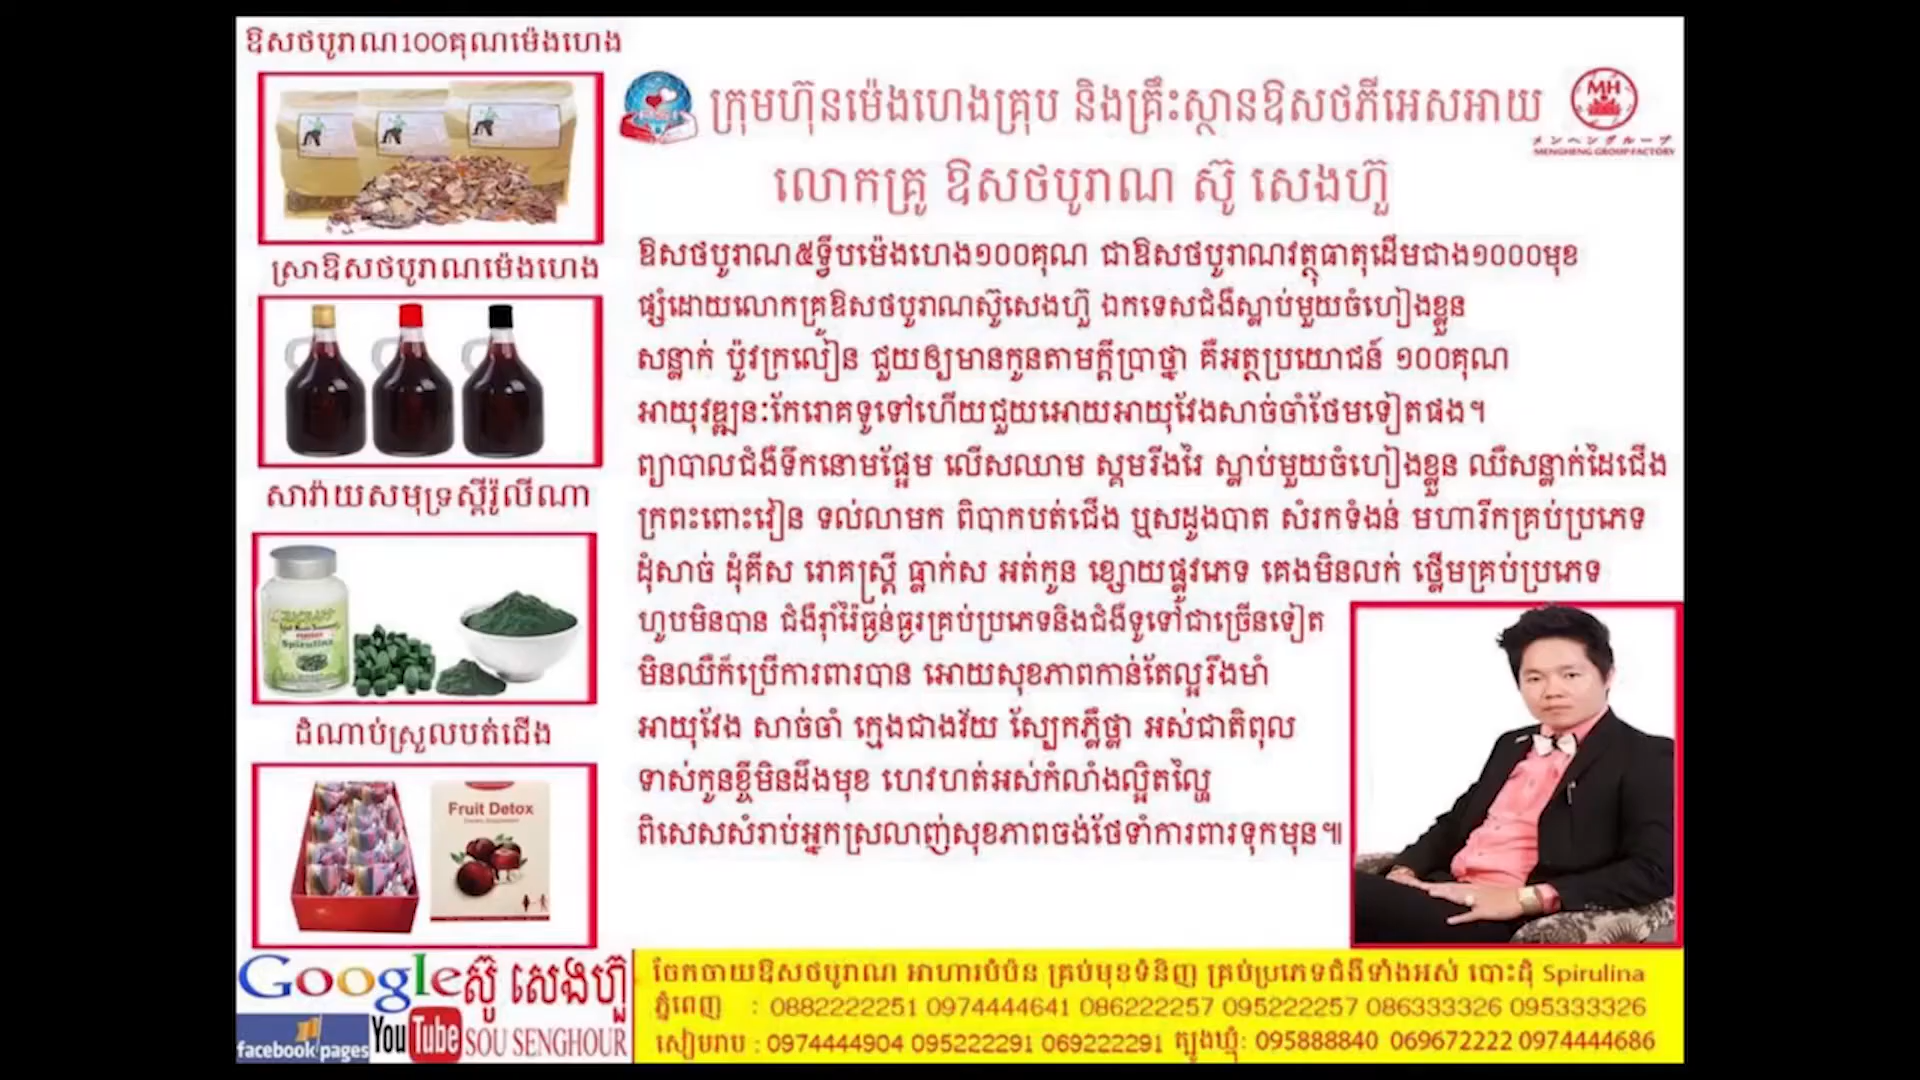 ឱសថបូរាណ100គុណម៉េងហេង
ស្រាឱសថបូរាណម៉េងហេង
សារ៉ាយសមុទ្រស្ពីរ៉ូលីណា
Spirulina
ដំណាប់ស្រួលបត់ជើង
Fruit Detox
ក្រុមហ៊ុនម៉េងហេងគ្រុប និងគ្រឹះស្ថានឱសថភីអេសអាយ
MH
メンヘングループ
MENGHENG GROUP FACTORY
លោកគ្រូ ឱសថបូរាណ ស៊ូ សេងហ៊ួ
ឱសថបូរាណ៥ទ្វីបម៉េងហេង១០០គុណ ជាឱសថបូរាណវត្ថុធាតុដើមជាង១០០០មុខ
ផ្សំដោយលោកគ្រូឱសថបូរាណស៊ូសេងហ៊ួ ឯកទេសជំងឺស្លាប់មួយចំហៀងខ្លួន
សន្លាក់ ប៉ូវក្រលៀន ជួយឲ្យមានកូនតាមក្តីប្រាថ្នា គឺអត្ថប្រយោជន៍ ១០០គុណ
អាយុវឌ្ឍនៈកែរោគទូទៅហើយជួយអោយអាយុវែងសាច់ចាំថែមទៀតផង។
ព្យាបាលជំងឺទឹកនោមផ្អែម លើសឈាម ស្គមរីងរៃ ស្លាប់មួយចំហៀងខ្លួន ឈឺសន្លាក់ដៃជើង
ក្រពះពោះវៀន ទល់លាមក ពិបាកបត់ជើង ឬសដូងបាត សំរកទំងន់ មហារីកគ្រប់ប្រភេទ
ដុំសាច់ ដុំគីស រោគស្ត្រី ធ្លាក់ស អត់កូន ខ្សោយផ្លូវភេទ គេងមិនលក់ ថ្លើមគ្រប់ប្រភេទ
ហូបមិនបាន ជំងឺរ៉ាំរ៉ៃធ្ងន់ធ្ងរគ្រប់ប្រភេទនិងជំងឺទូទៅជាច្រើនទៀត
មិនឈឺក៏ប្រើការពារបាន អោយសុខភាពកាន់តែល្អរឹងមាំ
អាយុវែង សាច់ចាំ ក្មេងជាងវ័យ ស្បែកភ្លឺថ្លា អស់ជាតិពុល
ទាស់កូនខ្ចីមិនដឹងមុខ ហេវហត់អស់កំលាំងល្អិតល្ហៃ
ពិសេសសំរាប់អ្នកស្រលាញ់សុខភាពចង់ថែទាំការពារទុកមុន៕
Google ស៊ូ សេងហ៊ួ
facebook pages YouTube SOU SENGHOUR
ចែកចាយឱសថបូរាណ អាហារបំប៉ន គ្រប់មុខទំនិញ គ្រប់ប្រភេទជំងឺទាំងអស់ បោះដុំ Spirulina
ភ្នំពេញ : 0882222251 0974444641 086222257 095222257 086333326 095333326
សៀមរាប : 0974444904 095222291 069222291 ត្បូងឃ្មុំ: 095888840 069672222 0974444686